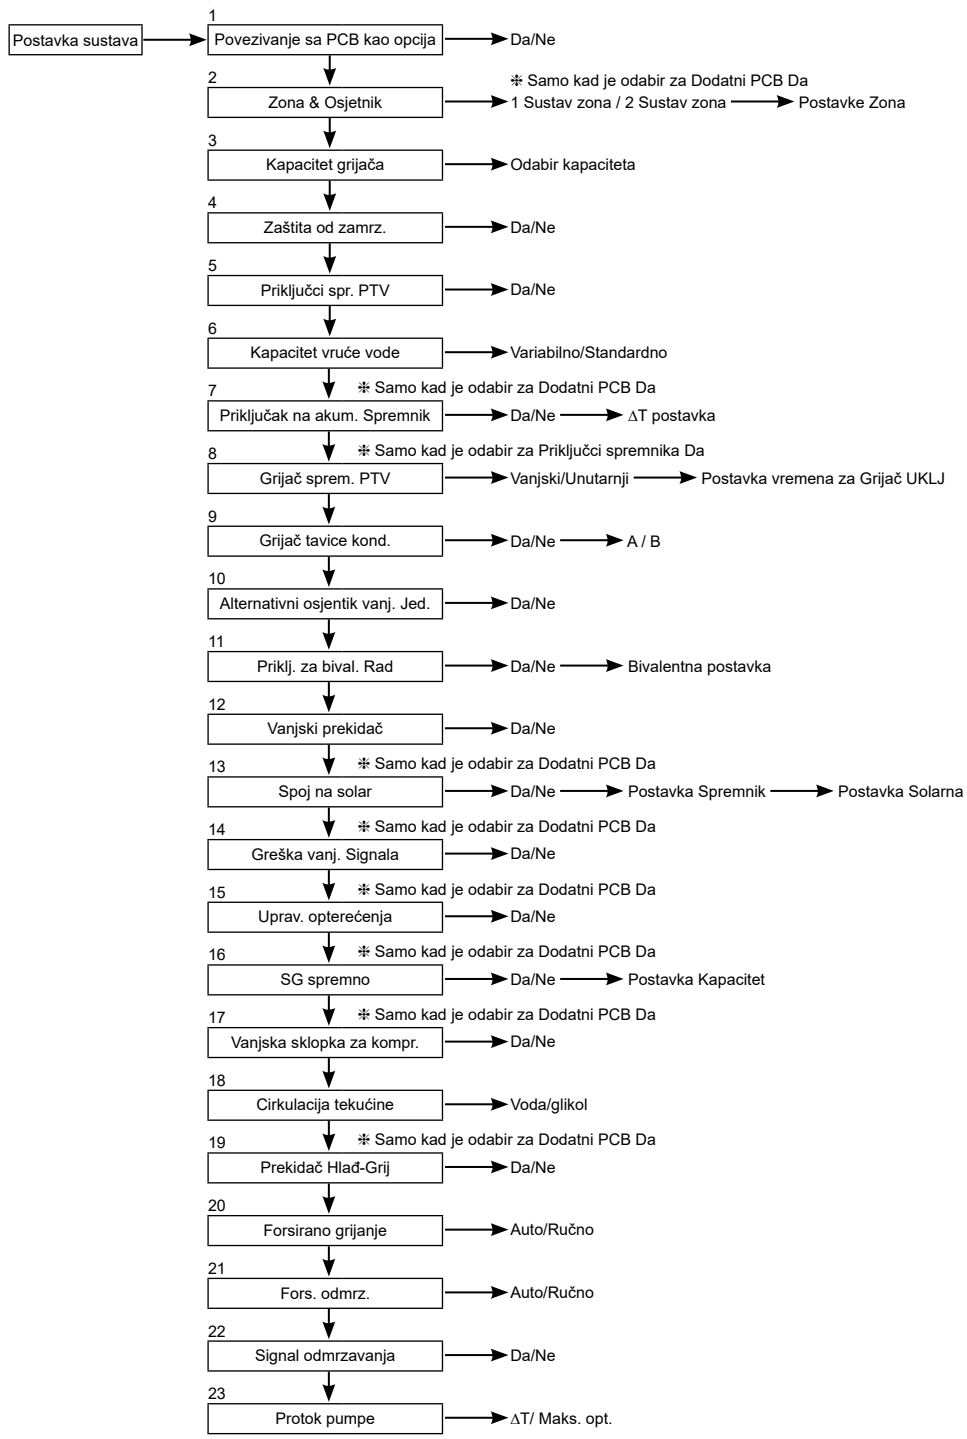 1
Postavka sustava Povezivanje sa PCB kao opcija Da/Ne
2 ❉ Samo kad je odabir za Dodatni PCB Da
Zona & Osjetnik 1 Sustav zona / 2 Sustav zona Postavke Zona
3
Kapacitet grijača Odabir kapaciteta
4
Zaštita od zamrz. Da/Ne
5
Priključci spr. PTV Da/Ne
6
Kapacitet vruće vode Variabilno/Standardno
7 ❉ Samo kad je odabir za Dodatni PCB Da
Priključak na akum. Spremnik Da/Ne ΔT postavka
8 ❉ Samo kad je odabir za Priključci spremnika Da
Grijač sprem. PTV Vanjski/Unutarnji Postavka vremena za Grijač UKLJ
9
Grijač tavice kond. Da/Ne A / B
10
Alternativni osjentik vanj. Jed. Da/Ne
11
Priklj. za bival. Rad Da/Ne Bivalentna postavka
12
Vanjski prekidač Da/Ne
13 ❉ Samo kad je odabir za Dodatni PCB Da
Spoj na solar Da/Ne Postavka Spremnik Postavka Solarna
14 ❉ Samo kad je odabir za Dodatni PCB Da
Greška vanj. Signala Da/Ne
15 ❉ Samo kad je odabir za Dodatni PCB Da
Uprav. opterećenja Da/Ne
16 ❉ Samo kad je odabir za Dodatni PCB Da
SG spremno Da/Ne Postavka Kapacitet
17 ❉ Samo kad je odabir za Dodatni PCB Da
Vanjska sklopka za kompr. Da/Ne
18
Cirkulacija tekućine Voda/glikol
19 ❉ Samo kad je odabir za Dodatni PCB Da
Prekidač Hlađ-Grij Da/Ne
20
Forsirano grijanje Auto/Ručno
21
Fors. odmrz. Auto/Ručno
22
Signal odmrzavanja Da/Ne
23
Protok pumpe ΔT/ Maks. opt.